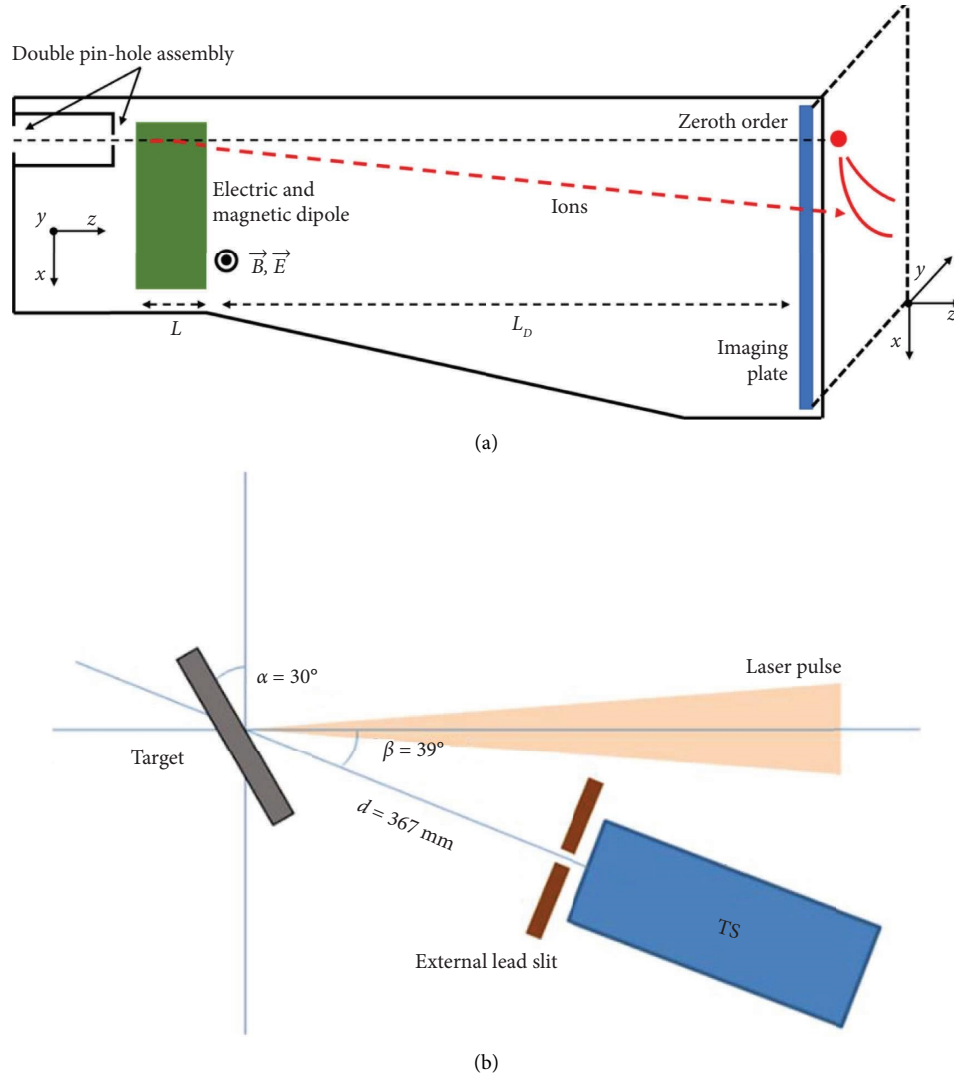 Double pin-hole assembly
Zeroth order
Electric and
magnetic dipole
Ions
y
z
x
B, E
L
L_D
Imaging
plate
y
z
x
(a)
α = 30°
Laser pulse
Target
β = 39°
d = 367 mm
TS
External lead slit
(b)